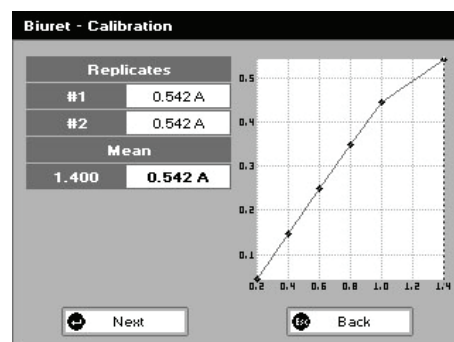 Biuret - Calibration
Replicates
#1 0.542 A
#2 0.542 A
Mean
1.400 0.542 A
0.5
0.4
0.3
0.2
0.1
0.2 0.4 0.6 0.8 1.0 1.2 1.4
Next
Esc Back